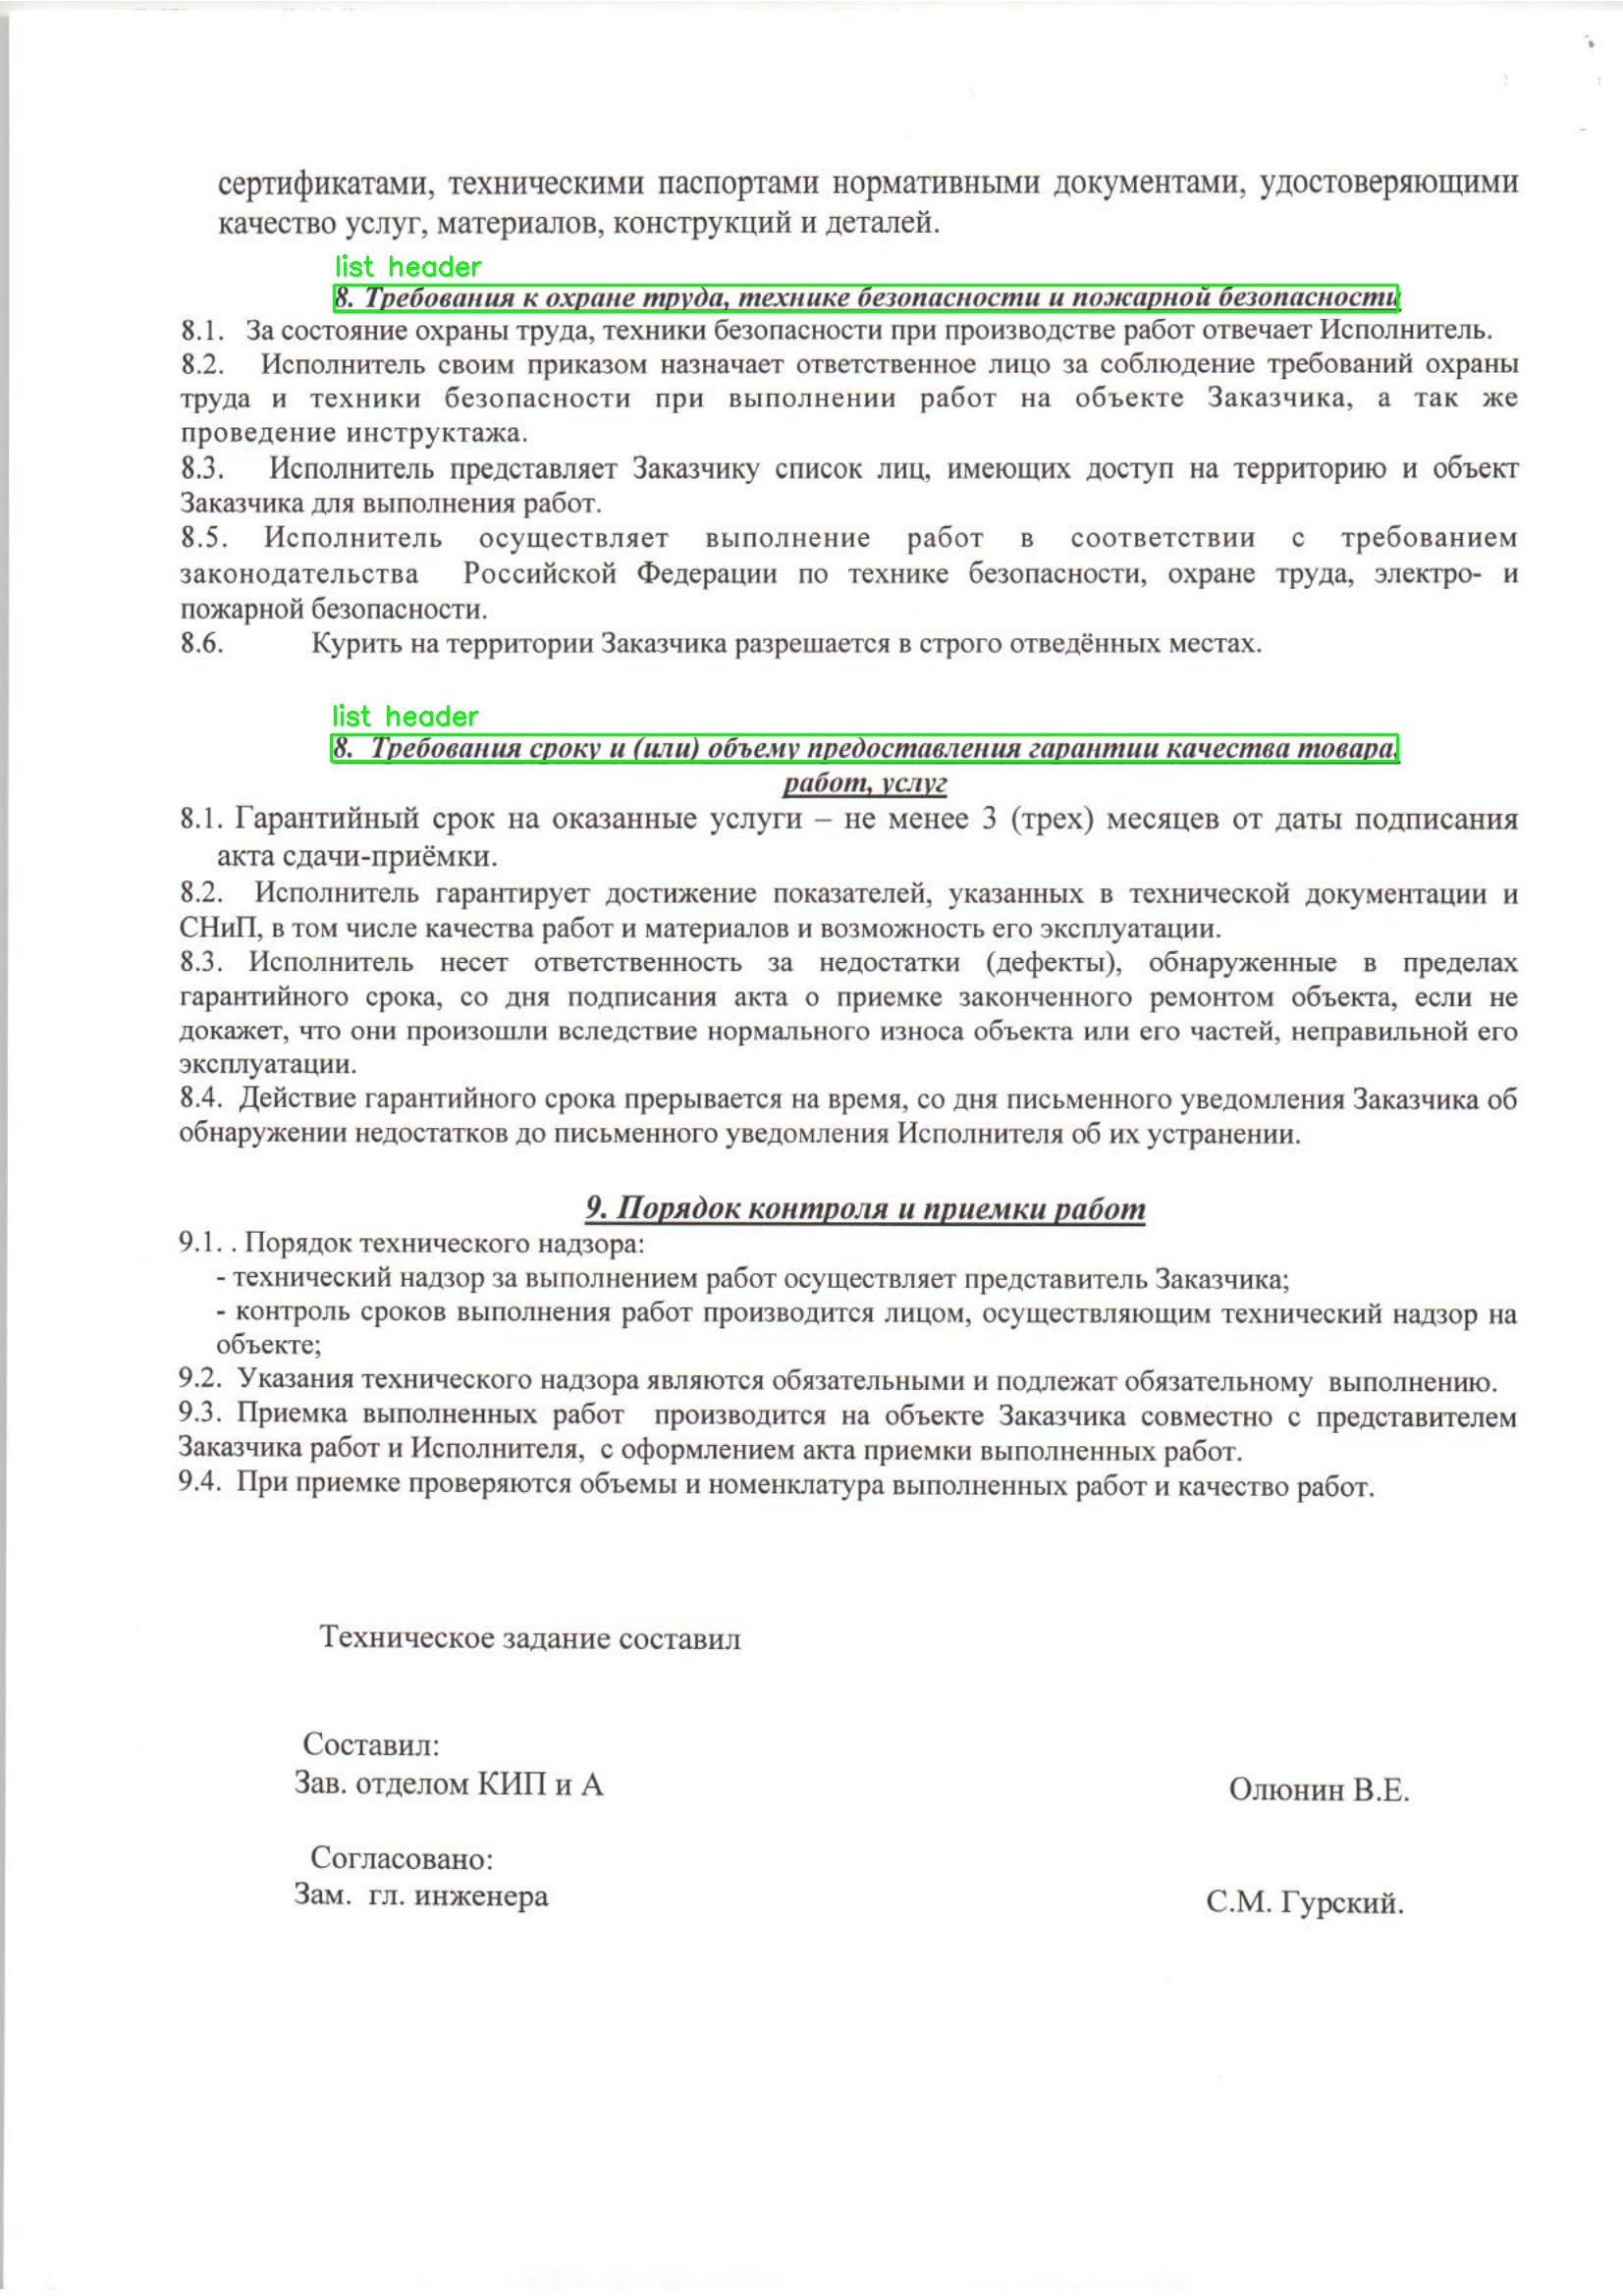 сертификатами, техническими паспортами нормативными документами, удостоверяющими
качество услуг, материалов, конструкций и деталей.
list header
8. Требования к охране труда, технике безопасности и пожарной безопасности
8.1. За состояние охраны труда, техники безопасности при производстве работ отвечает Исполнитель.
8.2. Исполнитель своим приказом назначает ответственное лицо за соблюдение требований охраны
труда и техники безопасности при выполнении работ на объекте Заказчика, а так же
проведение инструктажа.
8.3. Исполнитель представляет Заказчику список лиц, имеющих доступ на территорию и объект
Заказчика для выполнения работ.
8.5. Исполнитель осуществляет выполнение работ в соответствии с требованием
законодательства Российской Федерации по технике безопасности, охране труда, электро- и
пожарной безопасности.
8.6. Курить на территории Заказчика разрешается в строго отведённых местах.
list header
8. Требования сроку и (или) объему предоставления гарантии качества товара,
работ, услуг
8.1. Гарантийный срок на оказанные услуги – не менее 3 (трех) месяцев от даты подписания
акта сдачи-приёмки.
8.2. Исполнитель гарантирует достижение показателей, указанных в технической документации и
СНиП, в том числе качества работ и материалов и возможность его эксплуатации.
8.3. Исполнитель несет ответственность за недостатки (дефекты), обнаруженные в пределах
гарантийного срока, со дня подписания акта о приемке законченного ремонтом объекта, если не
докажет, что они произошли вследствие нормального износа объекта или его частей, неправильной его
эксплуатации.
8.4. Действие гарантийного срока прерывается на время, со дня письменного уведомления Заказчика об
обнаружении недостатков до письменного уведомления Исполнителя об их устранении.
9. Порядок контроля и приемки работ
9.1. . Порядок технического надзора:
- технический надзор за выполнением работ осуществляет представитель Заказчика;
- контроль сроков выполнения работ производится лицом, осуществляющим технический надзор на
объекте;
9.2. Указания технического надзора являются обязательными и подлежат обязательному выполнению.
9.3. Приемка выполненных работ производится на объекте Заказчика совместно с представителем
Заказчика работ и Исполнителя, с оформлением акта приемки выполненных работ.
9.4. При приемке проверяются объемы и номенклатура выполненных работ и качество работ.
Техническое задание составил
Составил:
Зав. отделом КИП и А Олюнин В.Е.
Согласовано:
Зам. гл. инженера С.М. Гурский.